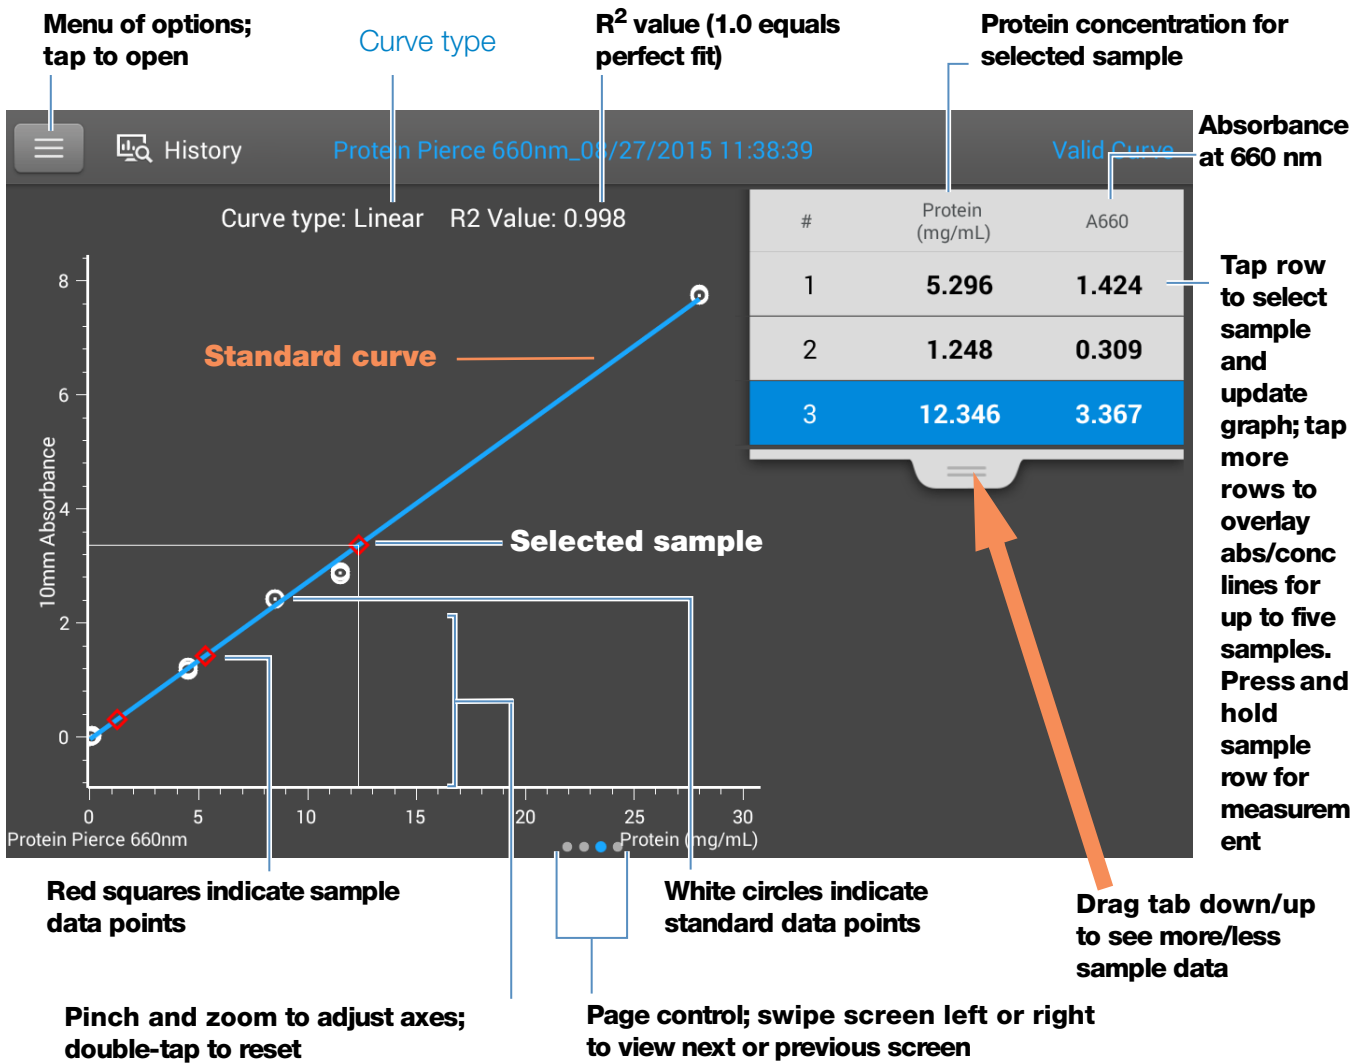 Menu of options;
tap to open
Curve type
R2 value (1.0 equals
perfect fit)
Protein concentration for
selected sample
Absorbance
at 660 nm
History
Protein Pierce 660nm_08/27/2015 11:38:39
Valid Curve
Curve type: Linear R2 Value: 0.998
# Protein (mg/mL) A660
1 5.296 1.424
2 1.248 0.309
3 12.346 3.367
Tap row
to select
sample
and
update
graph; tap
more
rows to
overlay
abs/conc
lines for
up to five
samples.
Press and
hold
sample
row for
measurem
ent
Standard curve
Selected sample
10mm Absorbance
8
6
4
2
0
0 5 10 15 20 25 30
Protein Pierce 660nm
Protein (mg/mL)
Red squares indicate sample
data points
White circles indicate
standard data points
Drag tab down/up
to see more/less
sample data
Pinch and zoom to adjust axes;
double-tap to reset
Page control; swipe screen left or right
to view next or previous screen